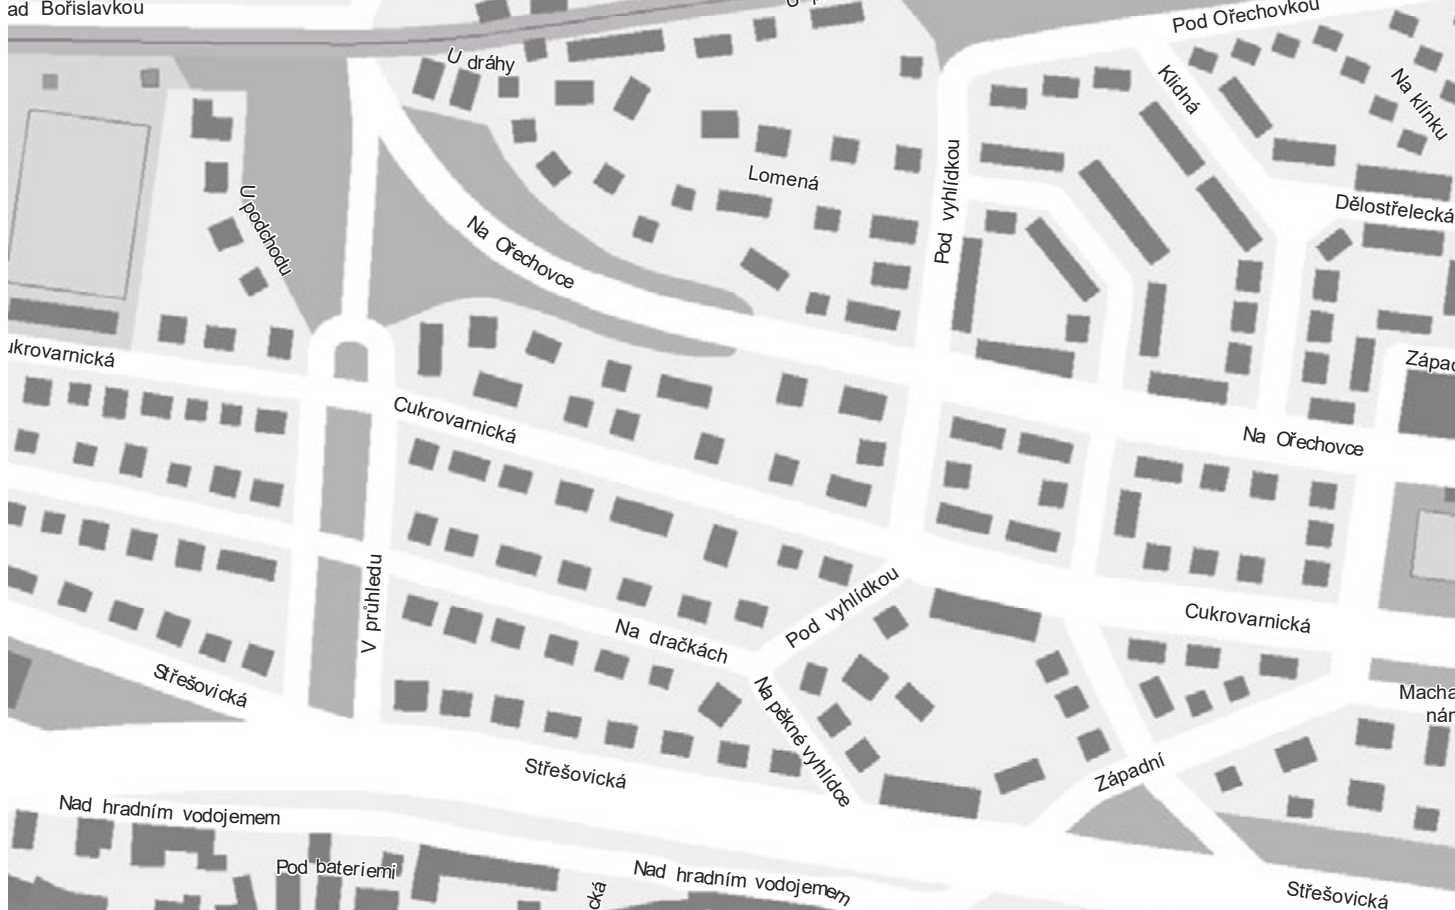 ad Bořislavkou
Pod Ořechovkou
U dráhy
Klidná
Na klínku
Lomená
Pod vyhlídkou
U podchodu
Dělostřelecká
Na Ořechovce
ukrovarnická
Západ
Cukrovarnická
Na Ořechovce
V průhledu
Pod vyhlídkou
Cukrovarnická
Na dračkách
Střešovická
Na pěkné vyhlídce
Macha
nár
Střešovická
Západní
Nad hradním vodojemem
Pod bateriemi
Nad hradním vodojemem
cká
Střešovická